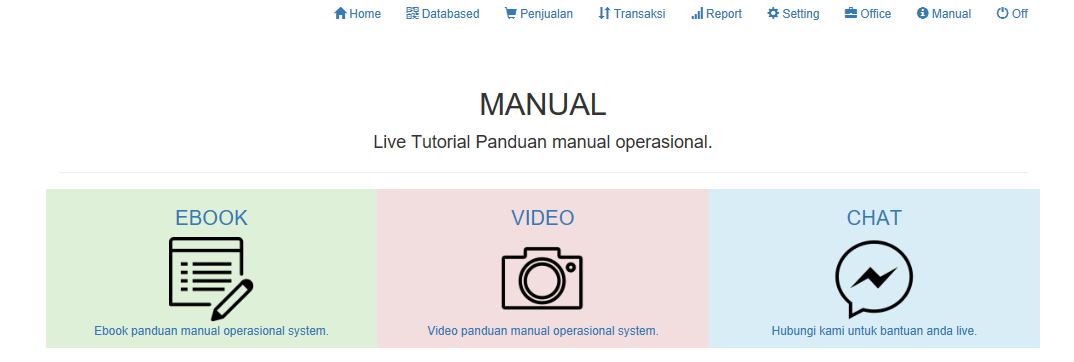 Home Databased Penjualan Transaksi Report Setting Office Manual Off
MANUAL
Live Tutorial Panduan manual operasional.
EBOOK
Ebook panduan manual operasional system.
VIDEO
Video panduan manual operasional system.
CHAT
Hubungi kami untuk bantuan anda live.